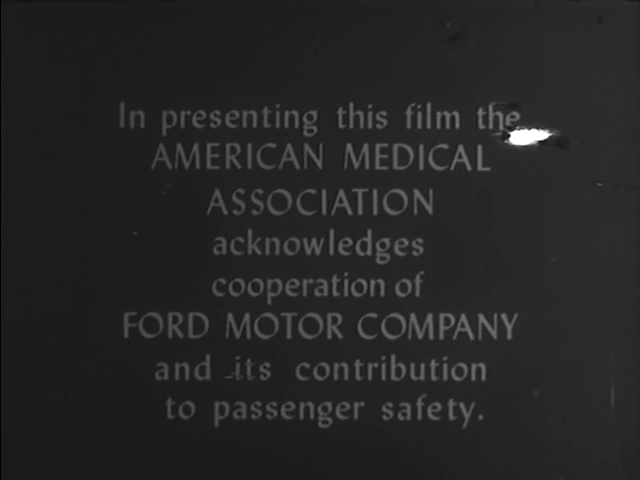 In presenting this film the
AMERICAN MEDICAL
ASSOCIATION
acknowledges
cooperation of
FORD MOTOR COMPANY
and its contribution
to passenger safety.